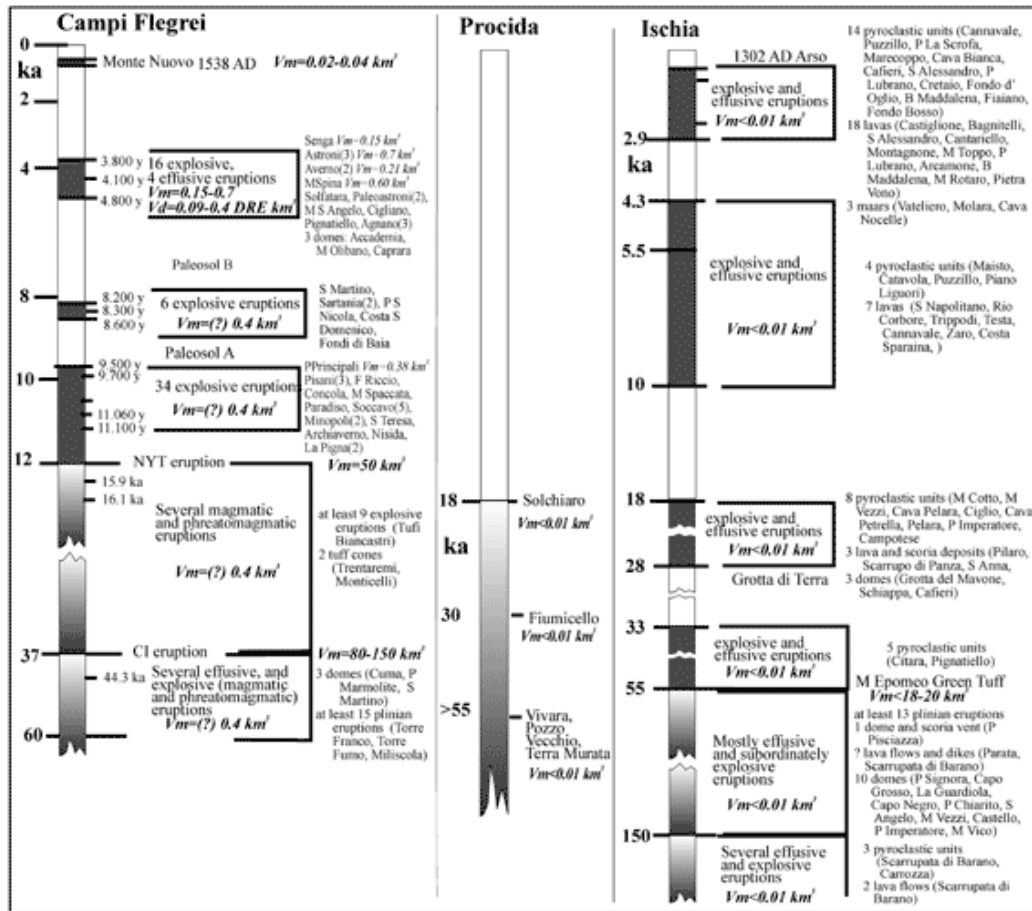 Campi Flegrei
0
ka
2
4
8
10
12
37
60
Monte Nuovo 1538 AD Vm=0.02-0.04 km³
3.800 y
4.100 y
4.800 y
16 explosive,
4 effusive eruptions
Vm=0.15-0.7
Vd=0.09-0.4 DRE km³
Senga Vm=0.15 km³
Astroni(3) Vm=0.7 km³
Averno(2) Vm=0.21 km³
MSpina Vm=0.60 km³
Solfatara, Paleoastroni(2),
M S Angelo, Cigliano,
Pignatiello, Agnano(3)
3 domes: Accademia,
M Olibano, Caprara
Paleosol B
8.200 y
8.300 y
8.600 y
6 explosive eruptions
Vm=(?) 0.4 km³
S Martino,
Sartania(2), P S
Nicola, Costa S
Domenico,
Fondi di Baia
Paleosol A
9.500 y
9.700 y
11.060 y
11.100 y
34 explosive eruption
Vm=(?) 0.4 km³
PPrincipali Vm=0.38 km³
Pisani(3), F Riccio,
Concola, M Spaccata,
Paradiso, Soccavo(5),
Minopoli(2), S Teresa,
Archiaverno, Nisida,
La Pigna(2)
NYT eruption
Vm=50 km³
15.9 ka
16.1 ka
Several magmatic
and phreatomagmatic
eruptions
Vm=(?) 0.4 km³
at least 9 explosive
eruptions (Tufi
Biancastri)
2 tuff cones
(Trentaremi,
Monticelli)
CI eruption
Vm=80-150 km³
44.3 ka
Several effusive, and
explosive (magmatic
and phreatomagmatic)
eruptions
Vm=(?) 0.4 km³
3 domes (Cuma, P
Marmolite, S
Martino)
at least 15 plinian
eruptions (Torre
Franco, Torre
Fumo, Miliscola)
Procida
18
ka
30
>55
Solchiaro
Vm<0.01 km³
Fiumicello
Vm<0.01 km³
Vivara,
Pozzo
Vecchio,
Terra Murata
Vm<0.01 km³
Ischia
2.9
ka
4.3
5.5
10
18
28
33
55
150
1302 AD Arso
explosive and
effusive eruptions
Vm<0.01 km³
14 pyroclastic units (Cannavale,
Puzzillo, P La Scrofa,
Marecoppo, Cava Bianca,
Cafieri, S Alessandro, P
Lubrano, Cretaio, Fondo d'
Oglio, B Maddalena, Fiaiano,
Fondo Bosso)
18 lavas (Castiglione, Bagnitelli,
S Alessando, Cantariello,
Montagnone, M Toppo, P
Lubrano, Arcamone, B
Maddalena, M Rotaro, Pietra
Vono)
3 maars (Vateliero, Molara, Cava
Nocelle)
explosive and
effusive eruptions
Vm<0.01 km³
4 pyroclastic units (Maisto,
Catavola, Puzzillo, Piano
Liguori)
7 lavas (S Napolitano, Rio
Corbore, Trippodi, Testa,
Cannavale, Zaro, Costa
Sparaina, )
explosive and
effusive eruptions
Vm<0.01 km³
8 pyroclastic units (M Cotto, M
Vezzi, Cava Pelara, Ciglio, Cava
Petrella, Pelara, P Imperatore,
Campotese
3 lava and scoria deposits (Pilaro,
Scarrupo di Panza, S Anna,
3 domes (Grotta del Mavone,
Schiappa, Cafieri)
Grotta di Terra
explosive and
effusive eruptions
Vm<0.01 km³
5 pyroclastic units
(Citara, Pignatiello)
M Epomeo Green Tuff
Vm<18-20 km³
Mostly effusive
and subordinately
explosive
eruptions
Vm<0.01 km³
at least 13 plinian eruptions
1 dome and scoria vent (P
Pisciazza)
? lava flows and dikes (Parata,
Scarrupata di Barano)
10 domes (P Signora, Capo
Grosso, La Guardiola,
Capo Negro, P Chiarito, S
Angelo, M Vezzi, Castello,
P Imperatore, M Vico)
Several effusive
and explosive
eruptions
Vm<0.01 km³
3 pyroclastic units
(Scarrupata di Barano,
Carrozza)
2 lava flows (Scarrupata di
Barano)